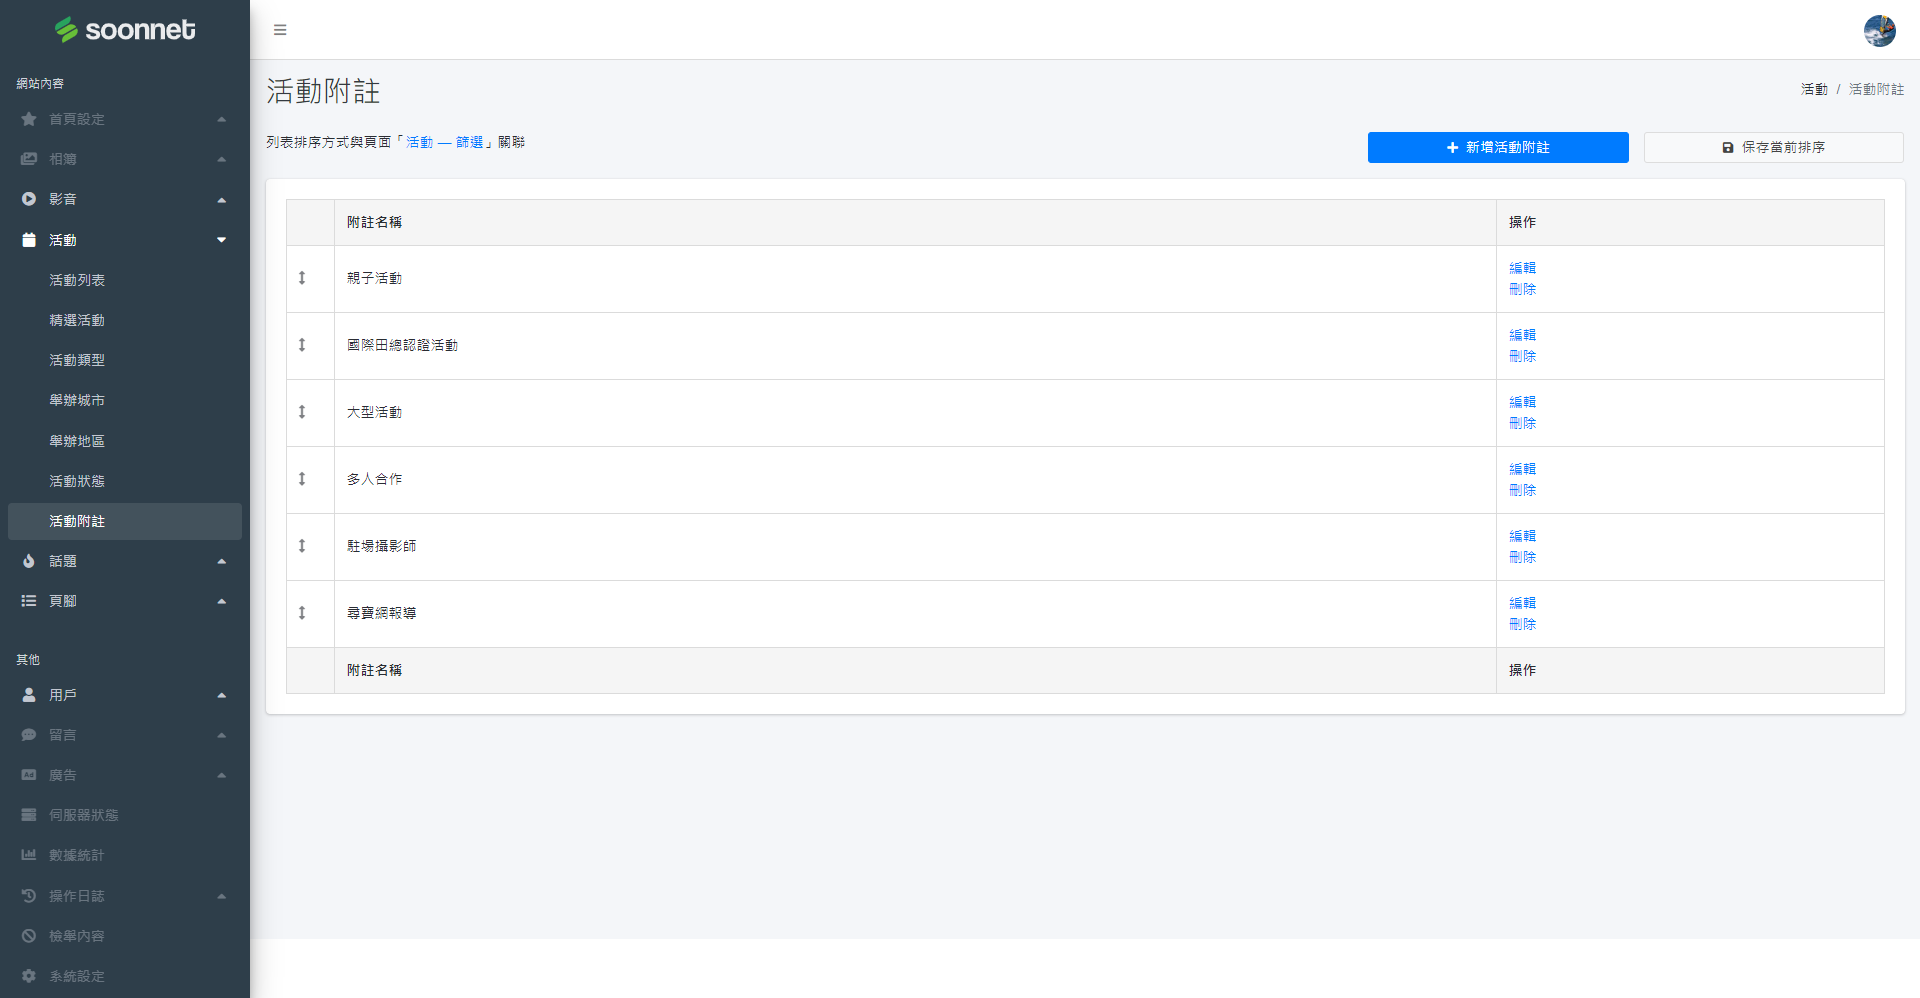 soonnet
網站內容
首頁設定
相簿
影音
活動
活動列表
精選活動
活動類型
舉辦城市
舉辦地區
活動狀態
活動附註
話題
頁腳
其他
用戶
留言
廣告
伺服器狀態
數據統計
操作日誌
檢舉內容
系統設定
活動附註
活動 / 活動附註
列表排序方式與頁面「活動 — 篩選」關聯
新增活動附註
保存當前排序
附註名稱 操作
親子活動
編輯
刪除
國際田總認證活動
編輯
刪除
大型活動
編輯
刪除
多人合作
編輯
刪除
駐場攝影師
編輯
刪除
尋寶網報導
編輯
刪除
附註名稱 操作